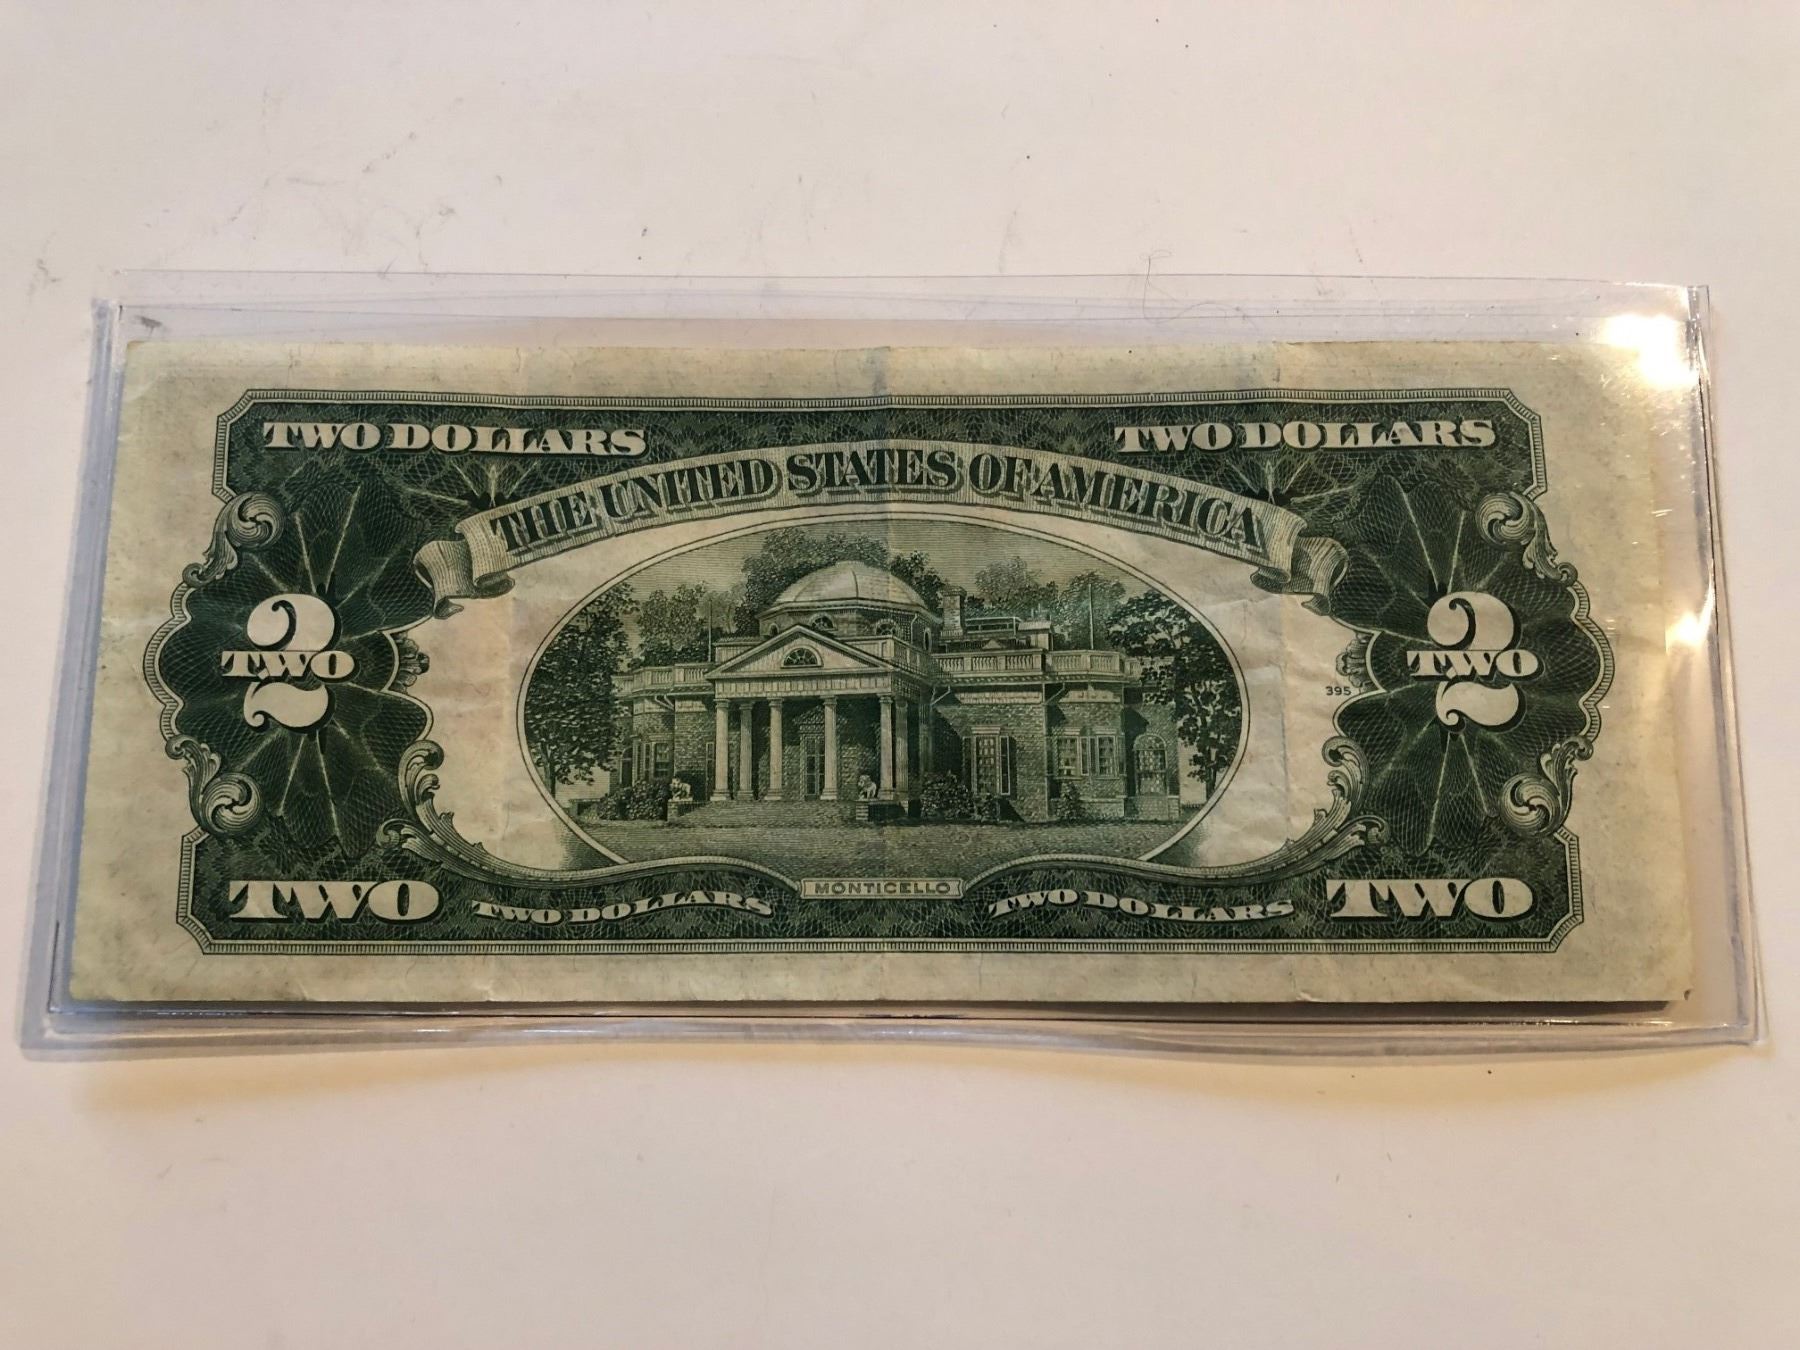 TWO DOLLARS TWO DOLLARS
THE UNITED STATES OF AMERICA
2 2
TWO TWO
395
MONTICELLO
TWO TWO DOLLARS TWO DOLLARS TWO